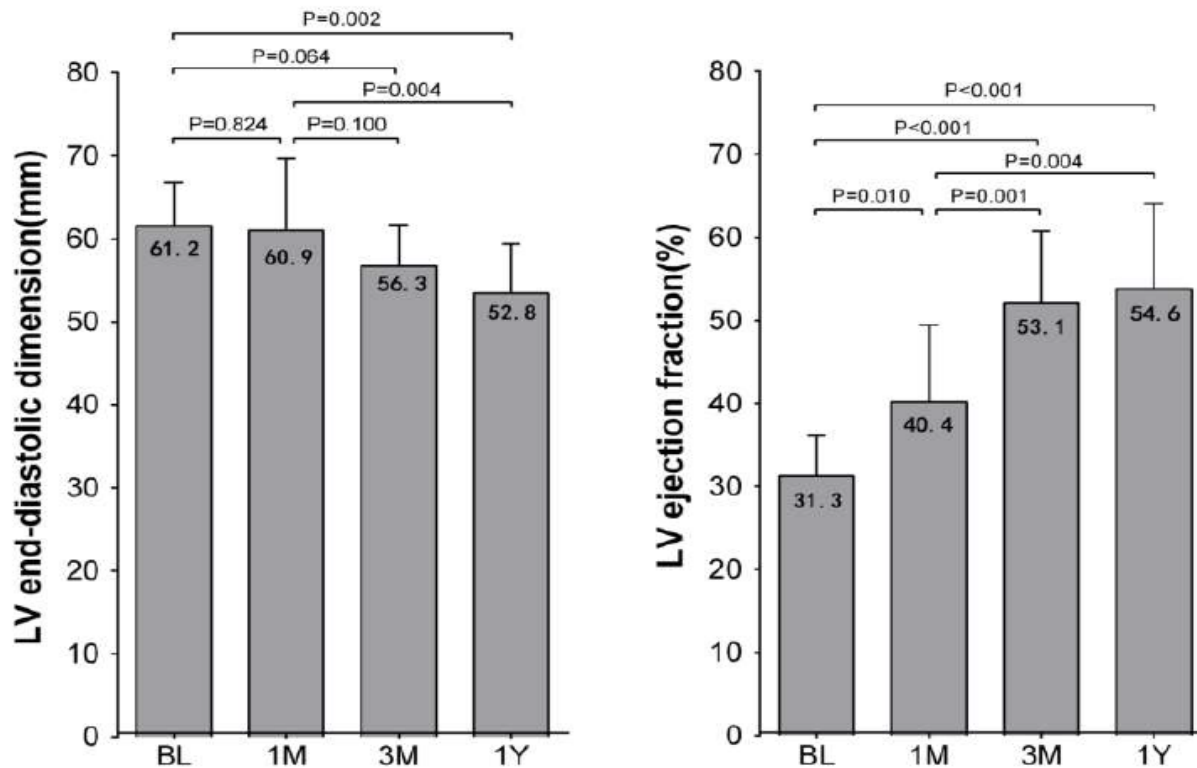 P=0.002
P=0.064
P=0.004
P=0.824
P=0.100
LV end-diastolic dimension(mm)
80
70
60
50
40
30
20
10
0
61.2
60.9
56.3
52.8
BL 1M 3M 1Y
P<0.001
P<0.001
P=0.004
P=0.010
P=0.001
LV ejection fraction(%)
80
70
60
50
40
30
20
10
0
31.3
40.4
53.1
54.6
BL 1M 3M 1Y